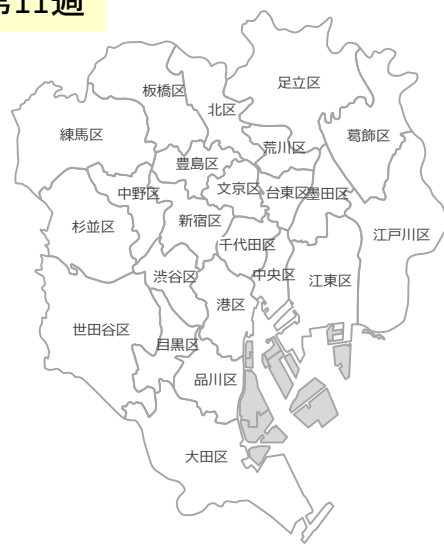 第11週
足立区
板橋区
北区
練馬区
葛飾区
荒川区
豊島区
文京区
台東区
墨田区
中野区
杉並区
新宿区
江戸川区
千代田区
渋谷区
中央区
江東区
港区
世田谷区
目黒区
品川区
大田区